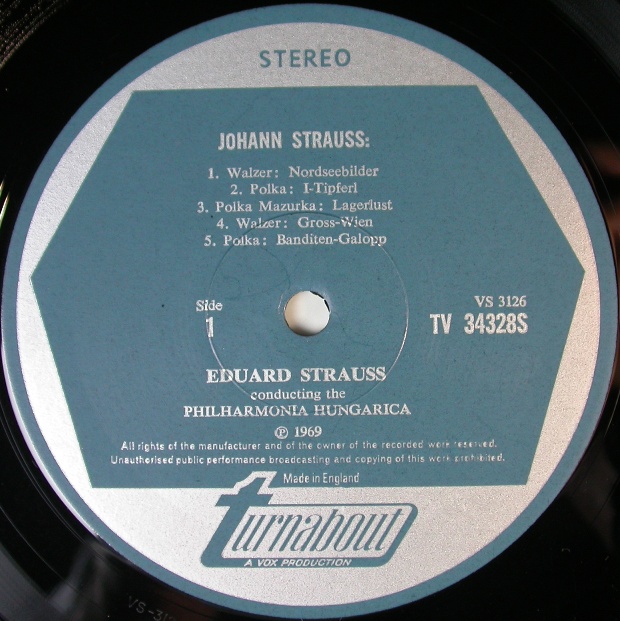 STEREO
JOHANN STRAUSS:
1. Walzer: Nordseebilder
2. Polka: I-Tipferl
3. Polka Mazurka: Lagerlust
4. Walzer: Gross-Wien
5. Polka: Banditen-Galopp
Side
1
VS 3126
TV 34328S
EDUARD STRAUSS
conducting the
PHILHARMONIA HUNGARICA
℗ 1969
All rights of the manufacturer and of the owner of the recorded work reserved.
Unauthorised public performance broadcasting and copying of this work prohibited.
Made in England
turnabout
A VOX PRODUCTION